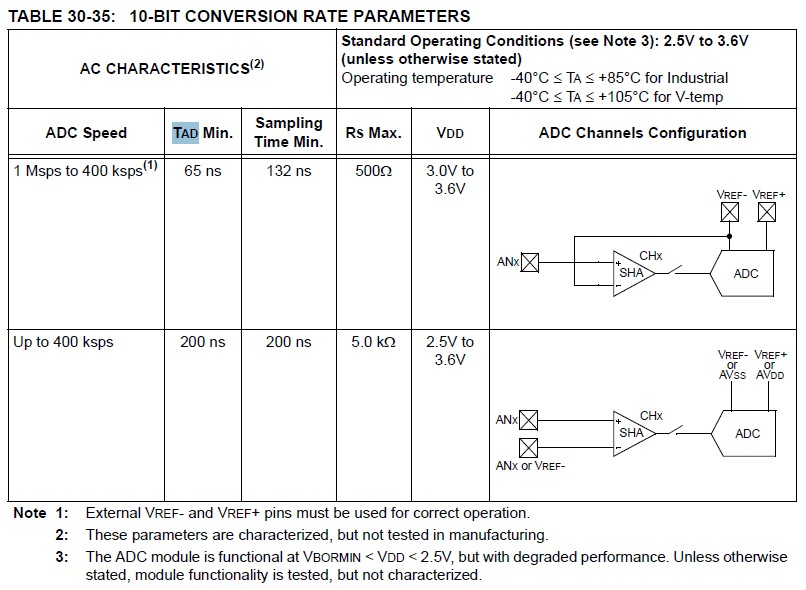 TABLE 30-35: 10-BIT CONVERSION RATE PARAMETERS
AC CHARACTERISTICS(2)
Standard Operating Conditions (see Note 3): 2.5V to 3.6V
(unless otherwise stated)
Operating temperature -40°C ≤ TA ≤ +85°C for Industrial
-40°C ≤ TA ≤ +105°C for V-temp
ADC Speed TAD Min. Sampling Time Min. Rs Max. VDD ADC Channels Configuration
1 Msps to 400 ksps(1) 65 ns 132 ns 500Ω 3.0V to
3.6V
VREF- VREF+
ANx
+
-
SHA
CHx
ADC
Up to 400 ksps 200 ns 200 ns 5.0 kΩ 2.5V to
3.6V
VREF- VREF+
or or
AVSS AVDD
ANx
+
-
SHA
CHx
ADC
ANx or VREF-
Note 1: External VREF- and VREF+ pins must be used for correct operation.
2: These parameters are characterized, but not tested in manufacturing.
3: The ADC module is functional at VBORMIN < VDD < 2.5V, but with degraded performance. Unless otherwise
stated, module functionality is tested, but not characterized.